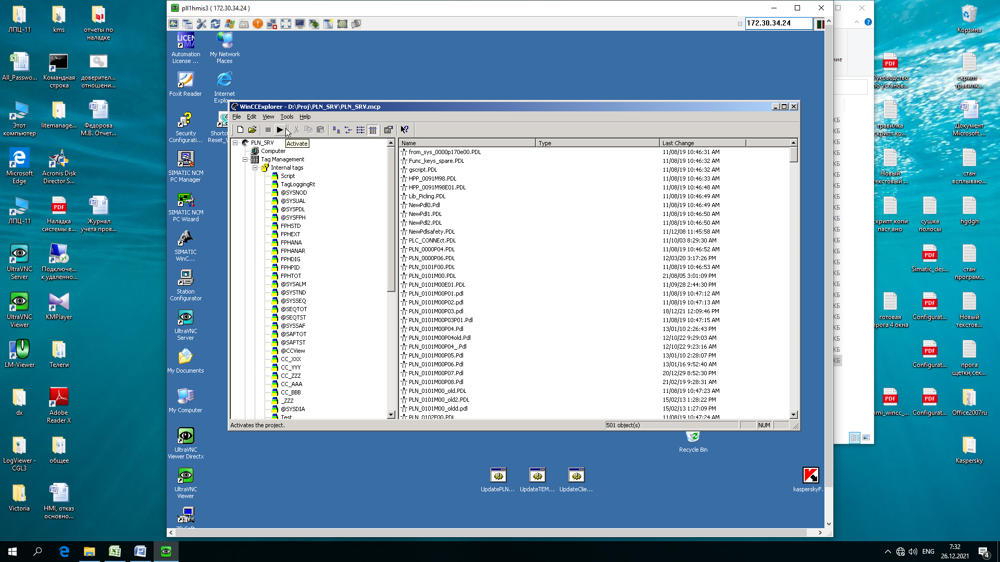 pll1hmis3 ( 172.30.34.24 )
172.30.34.24
ЛПЦ-11
kms
отчеты по
наладке
All_Passwo...
Командная
строка
доверител...
отношени...
Этот
компьютер
litemanage...
Федорова
М.В. Отчет...
Microsoft
Edge
Acronis Disk
Director S...
ЛПЦ-11
Наладка
системы в...
Журнал
учета пров...
UltraVNC
Server
Подключе...
к удаленно...
UltraVNC
Viewer
KMPlayer
LM-Viewer
Телеги
dx
Adobe
Reader X
LogViewer -
CGL3
общее
Victoria
HMI, отказ
основно...
Automation
License ...
My Network
Places
Foxit Reader
Internet
Explorer
Security
Configurati...
SIMATIC NCM
PC Manager
SIMATIC NCM
PC Wizard
SIMATIC
WinC...
Station
Configurator
UltraVNC
Server
My Documents
My Computer
UltraVNC
Viewer Directx
UltraVNC
Viewer
WinCCExplorer - D:\Proj\PLN_SRV\PLN_SRV.mcp
File Edit View Tools Help
Activate
PLN_SRV
Computer
Tag Management
Internal tags
Script
TagLoggingRt
@SYSNOD
@SYSUAL
@SYSPDL
@SYSFPH
FPHSTD
FPHEXT
FPHANA
FPHANAR
FPHDIG
FPHPID
FPHTOT
@SYSALM
@SYSTND
@SYSSEQ
@SEQTOT
@SEQTST
@SYSSAF
@SAFTOT
@SAFTST
@CCView
CC_XXX
CC_YYY
CC_ZZZ
CC_AAA
CC_BBB
_ZZZ
@SYSDIA
Test
Name Type Last Change
from_sys_0000p170e00.PDL 11/08/19 10:46:31 AM
Func_keys_spare.PDL 11/08/19 10:46:32 AM
gscript.PDL 11/08/19 10:46:32 AM
HPP_0091M98.PDL 11/08/19 10:46:33 AM
HPP_0091M98E01.PDL 11/08/19 10:46:48 AM
Lib_Picling.PDL 11/08/19 10:46:49 AM
NewPdl0.Pdl 11/08/19 10:46:49 AM
NewPdl1.PDL 11/08/19 10:46:50 AM
NewPdl2.PDL 11/08/19 10:46:50 AM
NewPdlsafety.PDL 11/12/08 11:45:58 AM
PLC_CONNEct.PDL 11/10/03 8:29:30 AM
PLN_0000P04.PDL 11/08/19 10:46:52 AM
PLN_0000P06.PDL 12/03/20 3:17:26 PM
PLN_0101F00.PDL 11/08/19 10:46:53 AM
PLN_0101M00.PDL 21/08/05 3:01:09 PM
PLN_0101M00E01.PDL 11/09/28 2:44:30 PM
PLN_0101M00P01.pdl 11/08/19 10:47:12 AM
PLN_0101M00P02.pdl 11/08/19 10:47:13 AM
PLN_0101M00P03.pdl 18/12/21 12:09:46 PM
PLN_0101M00P03P01.Pdl 11/08/19 10:47:15 AM
PLN_0101M00P04.Pdl 13/01/10 2:26:43 PM
PLN_0101M00P04old.Pdl 12/10/22 9:29:03 AM
PLN_0101M00P04_.Pdl 12/10/22 9:23:16 AM
PLN_0101M00P05.Pdl 13/01/10 2:28:07 PM
PLN_0101M00P06.Pdl 13/01/16 9:52:40 AM
PLN_0101M00P07.Pdl 20/12/29 8:52:30 PM
PLN_0101M00P08.Pdl 21/02/19 9:28:31 AM
PLN_0101M00_old.PDL 11/08/19 10:47:23 AM
PLN_0101M00_old2.PDL 15/02/13 1:28:22 PM
PLN_0101M00_oldd.pdl 15/02/13 1:27:09 PM
PLN_0102F00.PDL 11/08/19 10:47:24 AM
Activates the project.
501 object(s)
NUM
Recycle Bin
UpdatePLN...
UpdateTEM...
UpdateClie...
kasperskyF.
Корзина
Руководство
по установ...
скрипт -
травилк...
травилка
скрипт ко...
Документ
Microsoft ...
Новый
текстовый ...
стан
всплываю...
скрипт копи
паст ано
сушка
полосы
hgdgh
Simatic_des...
стан
програм...
готовая
прога 4 окна
Configurat...
Новый
текстов...
Configurat...
прога
щетки,сек...
hmi_wincc_...
Configurat...
Office2007ru
Kaspersky
ENG
7:32
26.12.2021
4